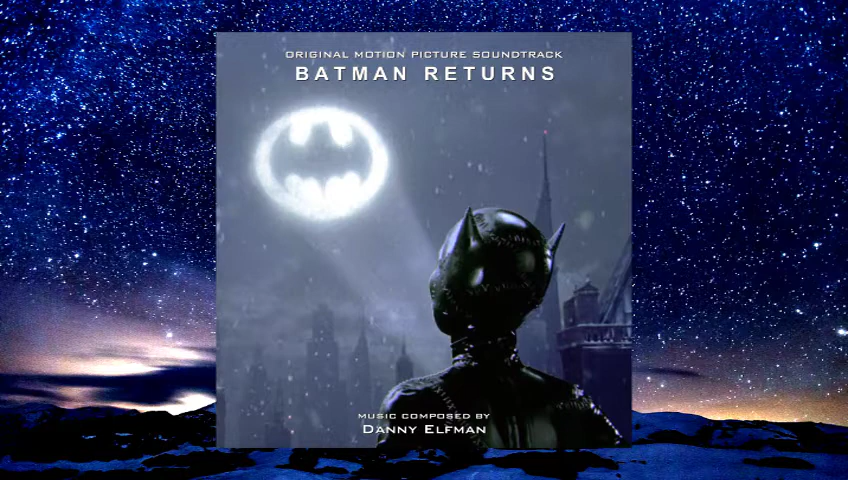 ORIGINAL MOTION PICTURE SOUNDTRACK
BATMAN RETURNS
MUSIC COMPOSED BY
DANNY ELFMAN